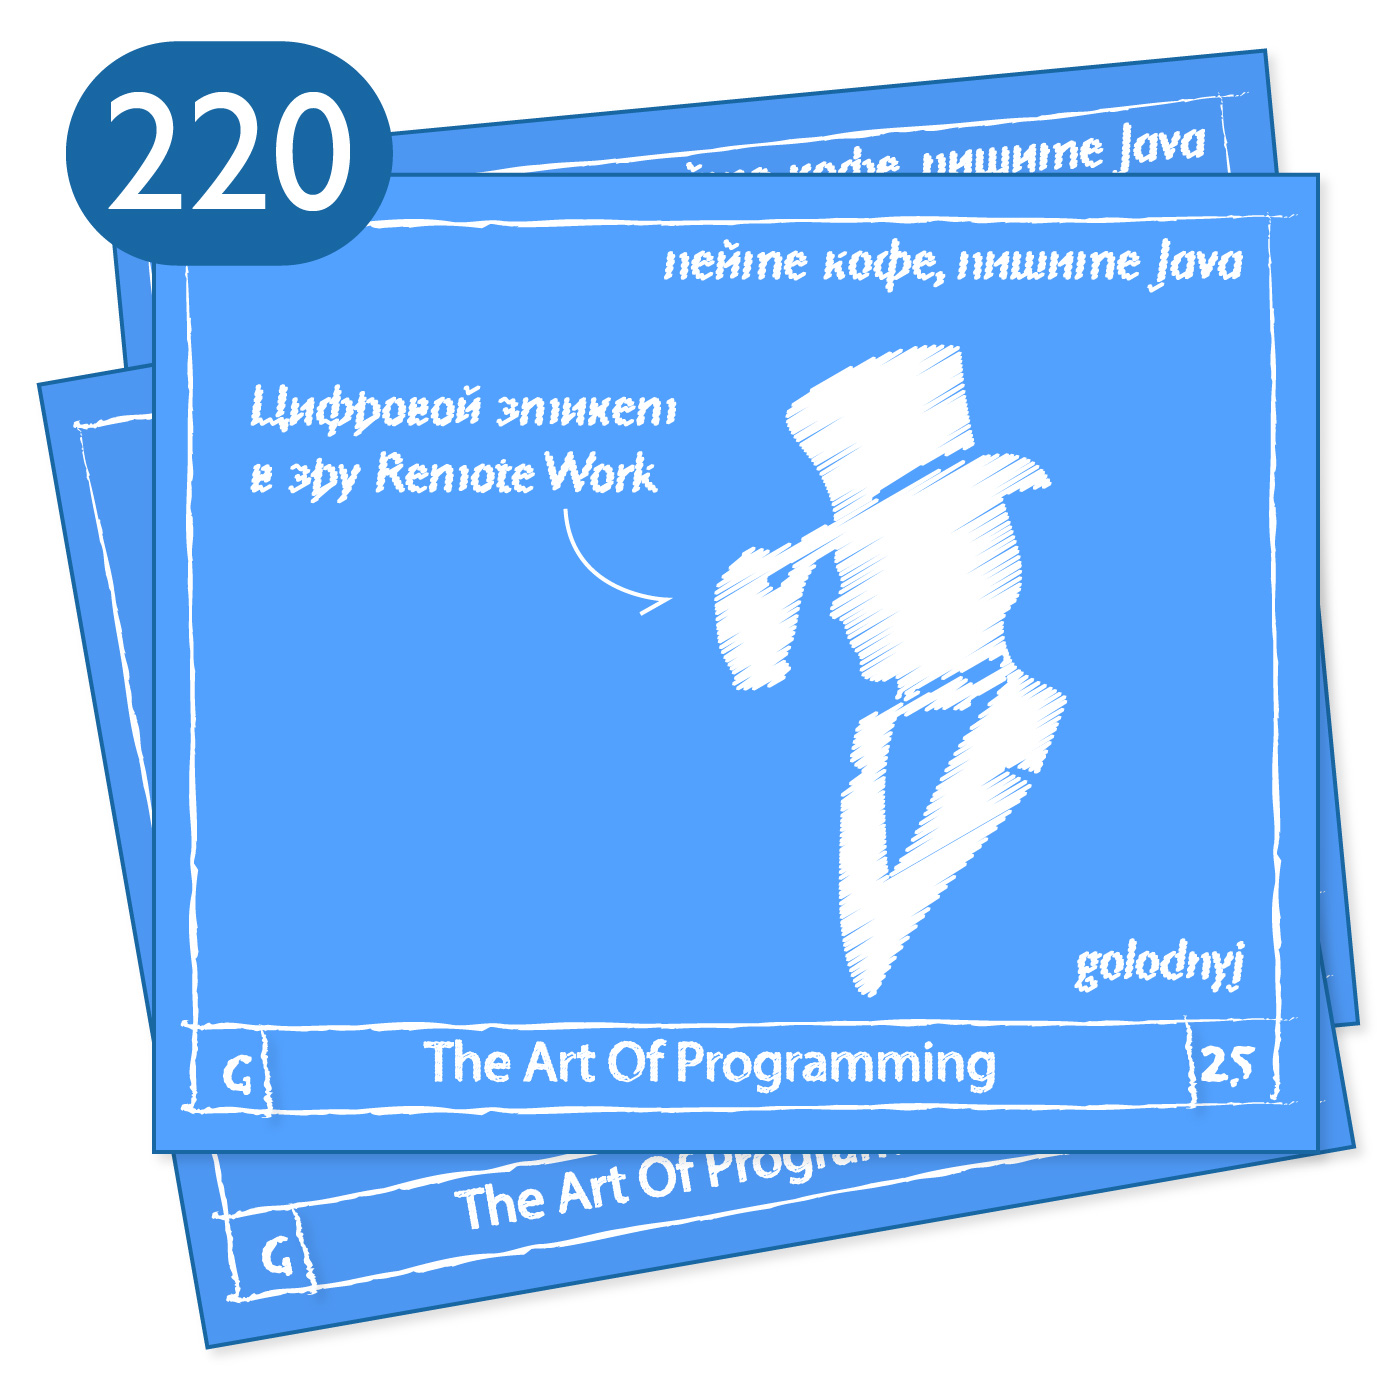 220
кофе, пишите Java
пейте кофе, пишите Java
Цифровой этикет
в эру Remote Work
golodnyj
G
The Art Of Programming
25
The Art Of Program
G